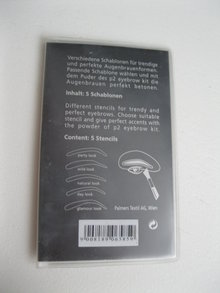 Verschiedene Schablonen für trendige
und perfekte Augenbrauenformen.
Passende Schablone wählen und mit
dem Puder des p2 eyebrow kit die
Augenbrauen perfekt betonen.
Inhalt: 5 Schablonen
Different stencils for trendy and
perfect eyebrows. Choose suitable
stencil and give perfect accents with
the powder of p2 eyebrow kit.
Content: 5 Stencils
party look
mild look
natural look
day look
glamour look
Palmers Textil AG, Wien
9008189065859